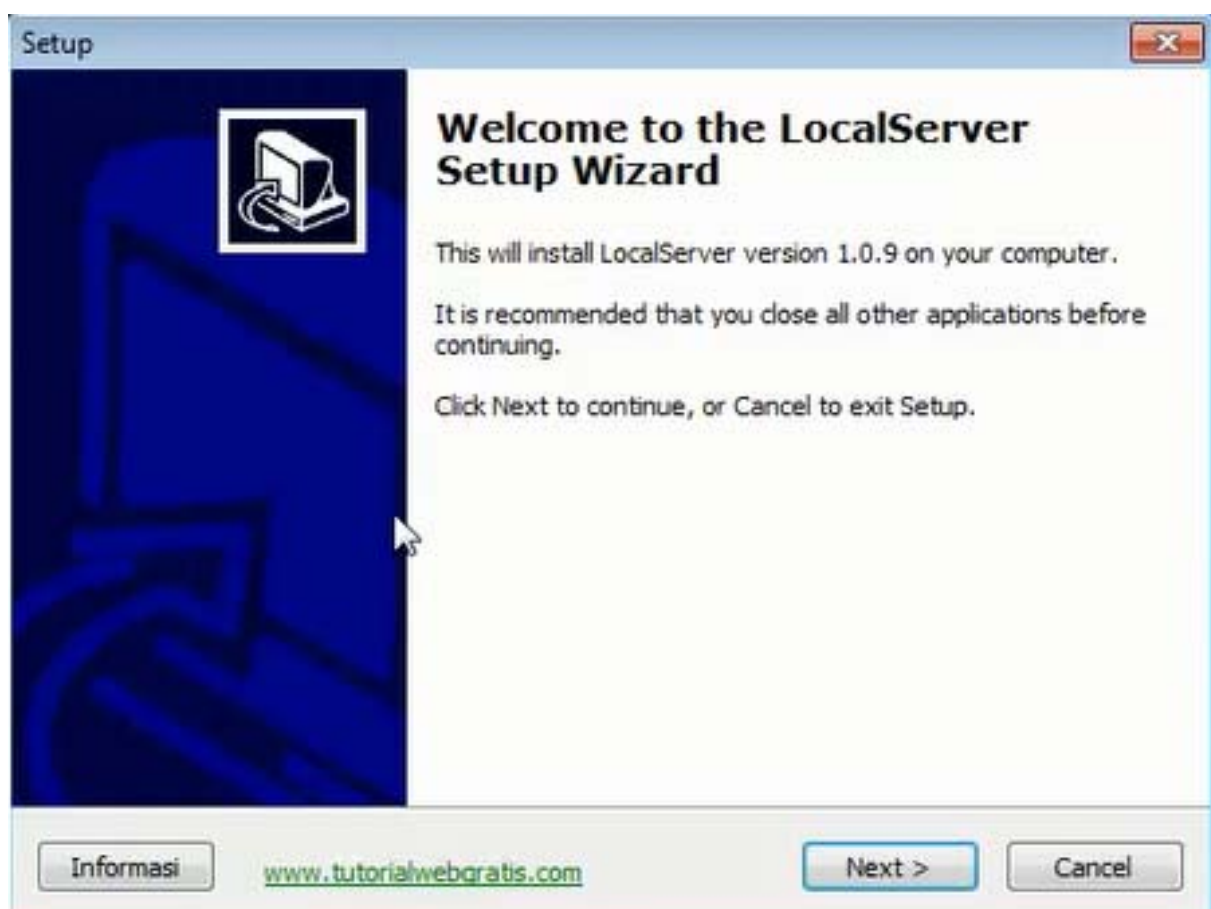 Setup
Welcome to the LocalServer
Setup Wizard
This will install LocalServer version 1.0.9 on your computer.
It is recommended that you close all other applications before
continuing.
Click Next to continue, or Cancel to exit Setup.
Informasi
www.tutorialwebgratis.com
Next >
Cancel